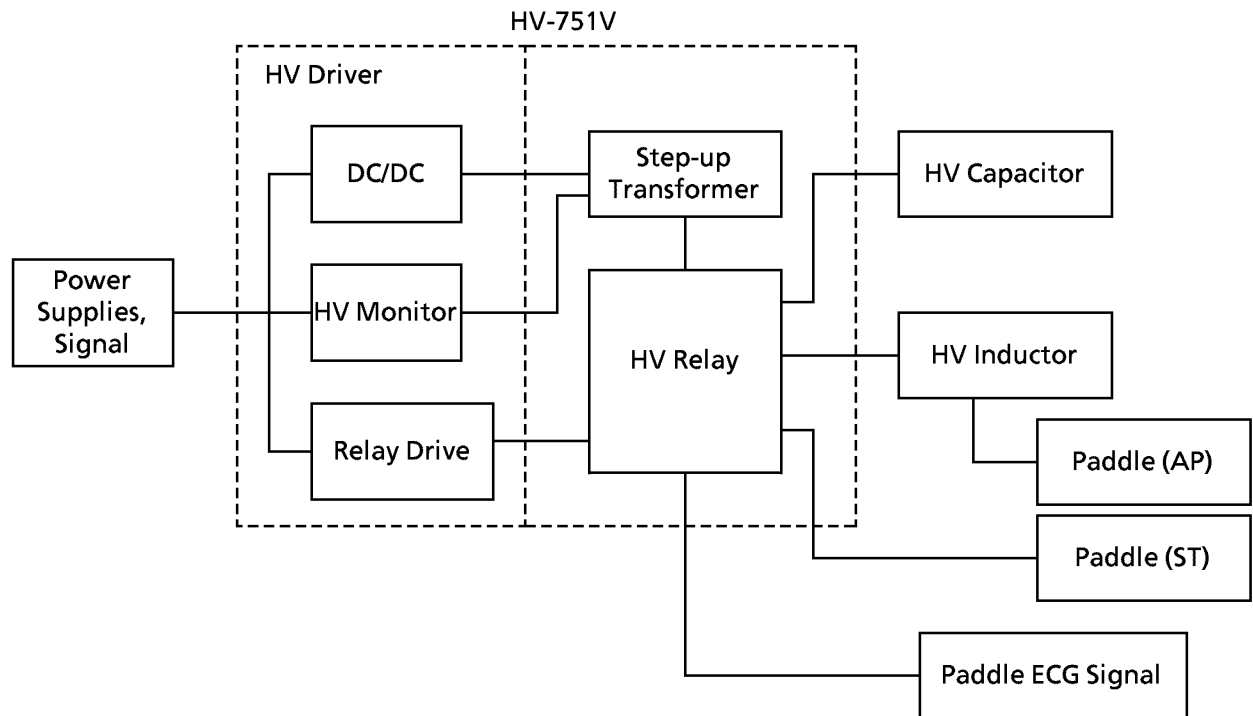 HV-751V
HV Driver
DC/DC
Step-up
Transformer
HV Capacitor
Power
Supplies,
Signal
HV Monitor
HV Relay
HV Inductor
Relay Drive
Paddle (AP)
Paddle (ST)
Paddle ECG Signal